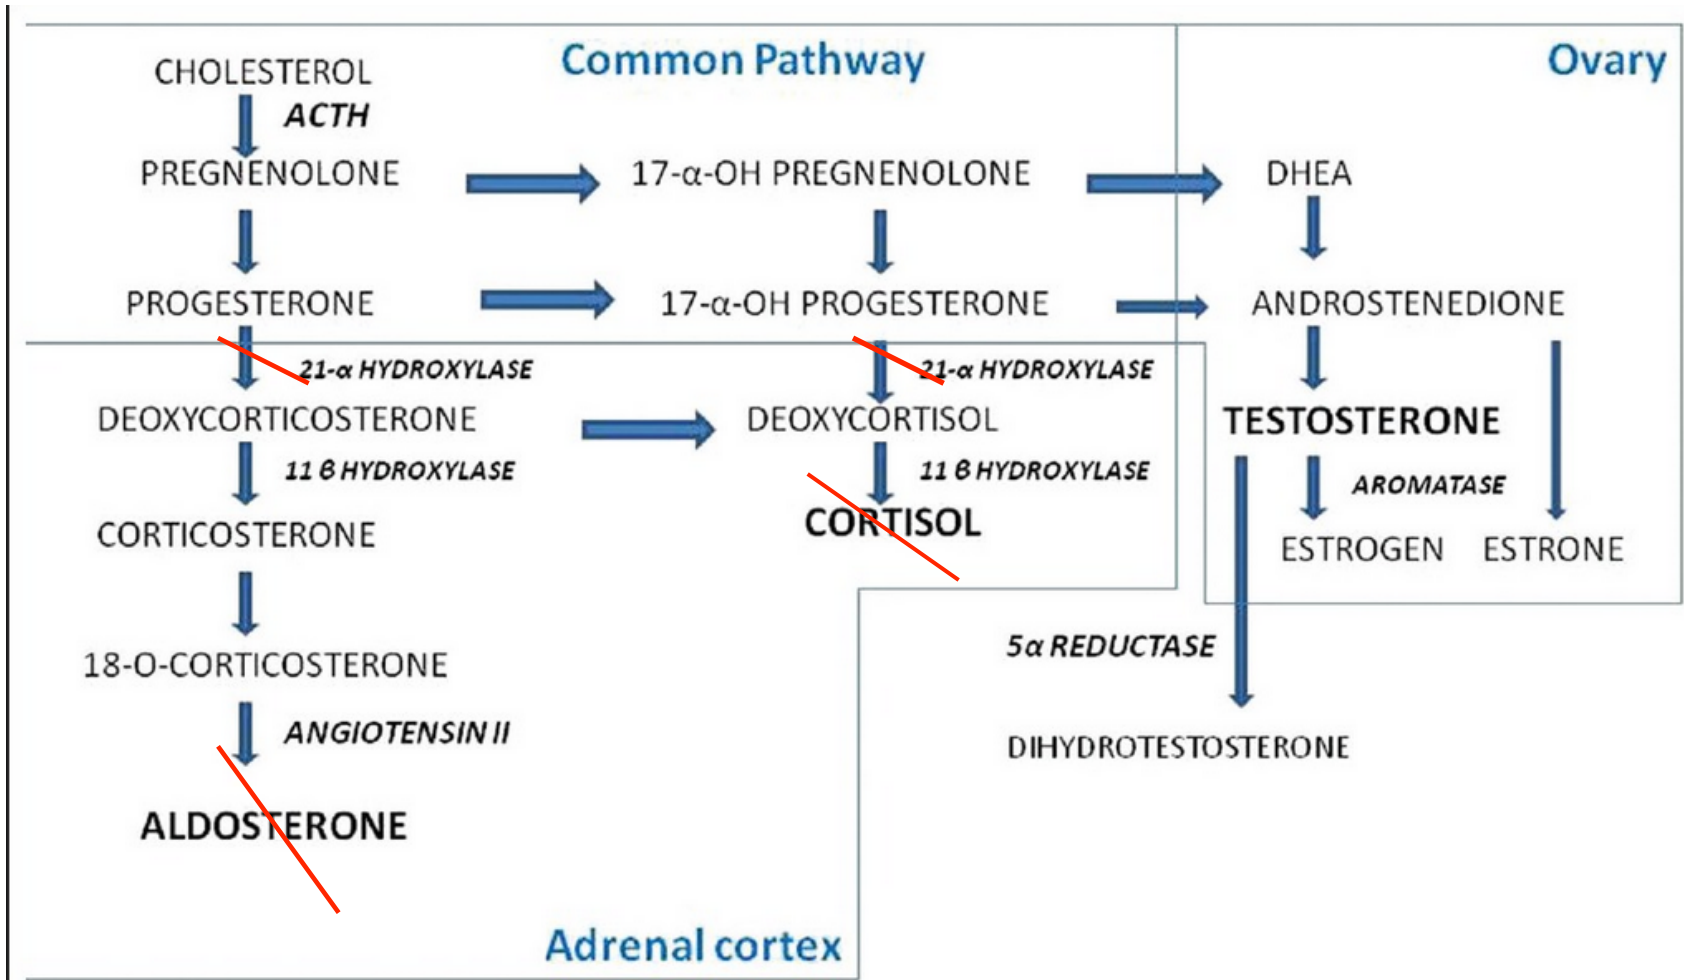 Common Pathway
Ovary
CHOLESTEROL
ACTH
PREGNENOLONE
17-α-OH PREGNENOLONE
DHEA
PROGESTERONE
17-α-OH PROGESTERONE
ANDROSTENEDIONE
21-α HYDROXYLASE
21-α HYDROXYLASE
DEOXYCORTICOSTERONE
DEOXYCORTISOL
TESTOSTERONE
11 β HYDROXYLASE
11 β HYDROXYLASE
AROMATASE
CORTICOSTERONE
CORTISOL
ESTROGEN
ESTRONE
18-O-CORTICOSTERONE
5α REDUCTASE
ANGIOTENSIN II
DIHYDROTESTOSTERONE
ALDOSTERONE
Adrenal cortex